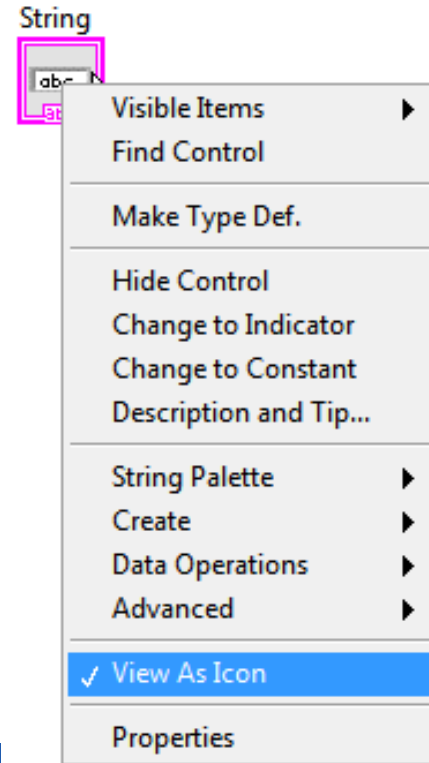 String
abc
Visible Items
Find Control
Make Type Def.
Hide Control
Change to Indicator
Change to Constant
Description and Tip...
String Palette
Create
Data Operations
Advanced
View As Icon
Properties